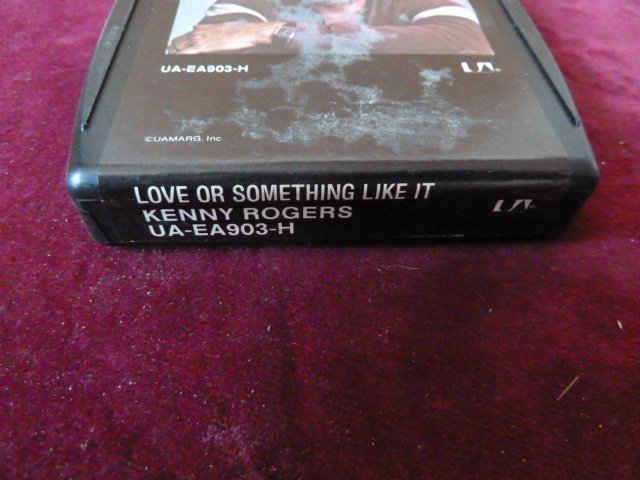 UA-EA903-H
UA
©UAMARG, Inc
LOVE OR SOMETHING LIKE IT
KENNY ROGERS
UA-EA903-H
UA